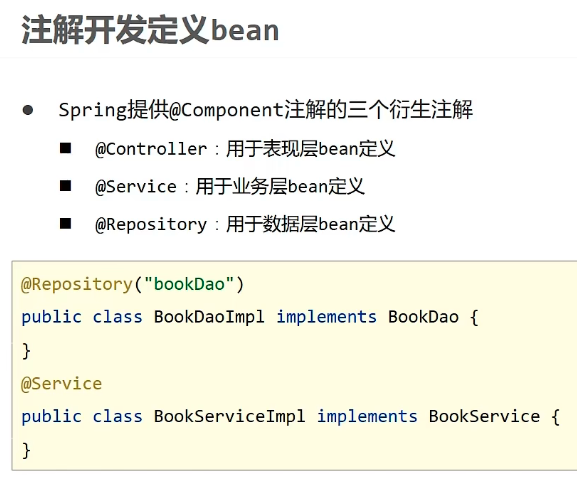 注解开发定义bean
● Spring提供@Component注解的三个衍生注解
■ @Controller：用于表现层bean定义
■ @Service：用于业务层bean定义
■ @Repository：用于数据层bean定义
@Repository("bookDao")
public class BookDaoImpl implements BookDao {
}
@Service
public class BookServiceImpl implements BookService {
}